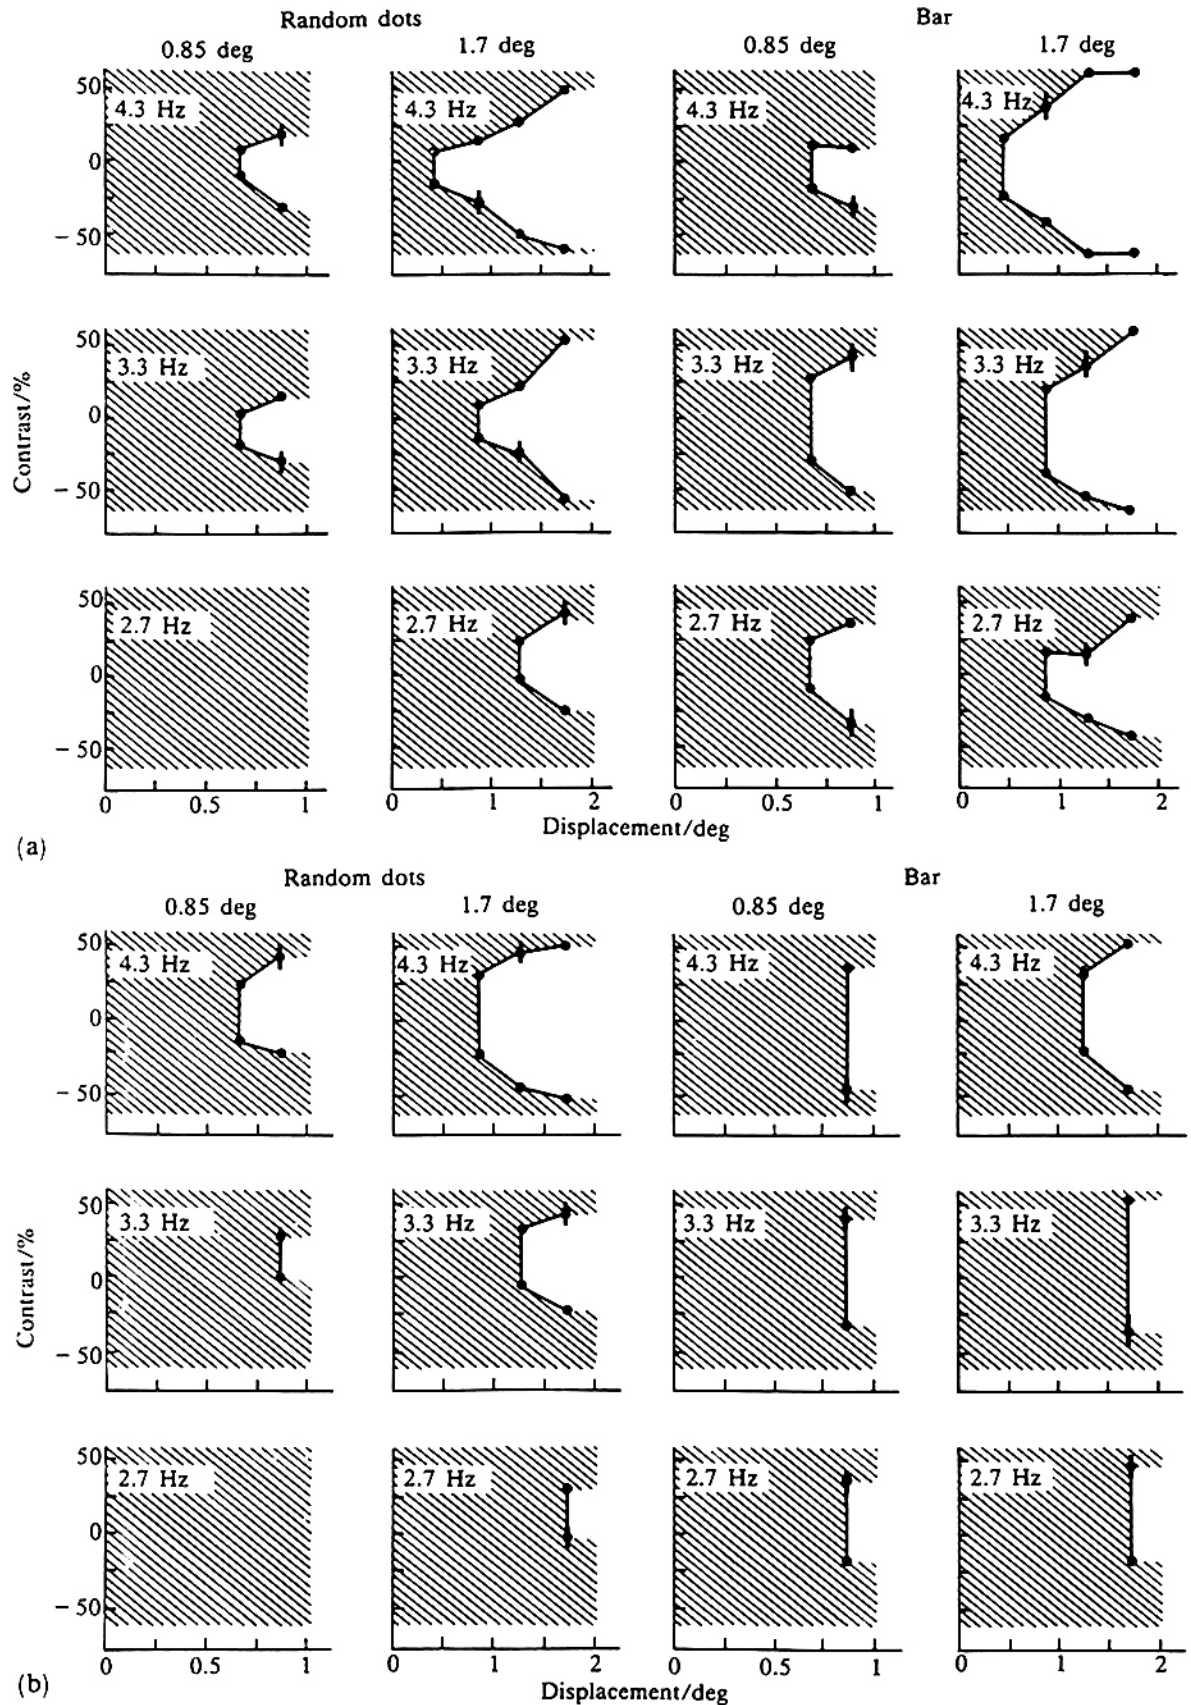 Random dots Bar
0.85 deg 1.7 deg 0.85 deg 1.7 deg
50 4.3 Hz 4.3 Hz 4.3 Hz 4.3 Hz
0
− 50
50 3.3 Hz 3.3 Hz 3.3 Hz 3.3 Hz
0
− 50
Contrast/%
50 2.7 Hz 2.7 Hz 2.7 Hz 2.7 Hz
0
− 50
0 0.5 1 0 1 2 0 0.5 1 0 1 2
Displacement/deg
(a)
Random dots Bar
0.85 deg 1.7 deg 0.85 deg 1.7 deg
50 4.3 Hz 4.3 Hz 4.3 Hz 4.3 Hz
0
− 50
50 3.3 Hz 3.3 Hz 3.3 Hz 3.3 Hz
0
− 50
Contrast/%
50 2.7 Hz 2.7 Hz 2.7 Hz 2.7 Hz
0
− 50
0 0.5 1 0 1 2 0 0.5 1 0 1 2
Displacement/deg
(b)